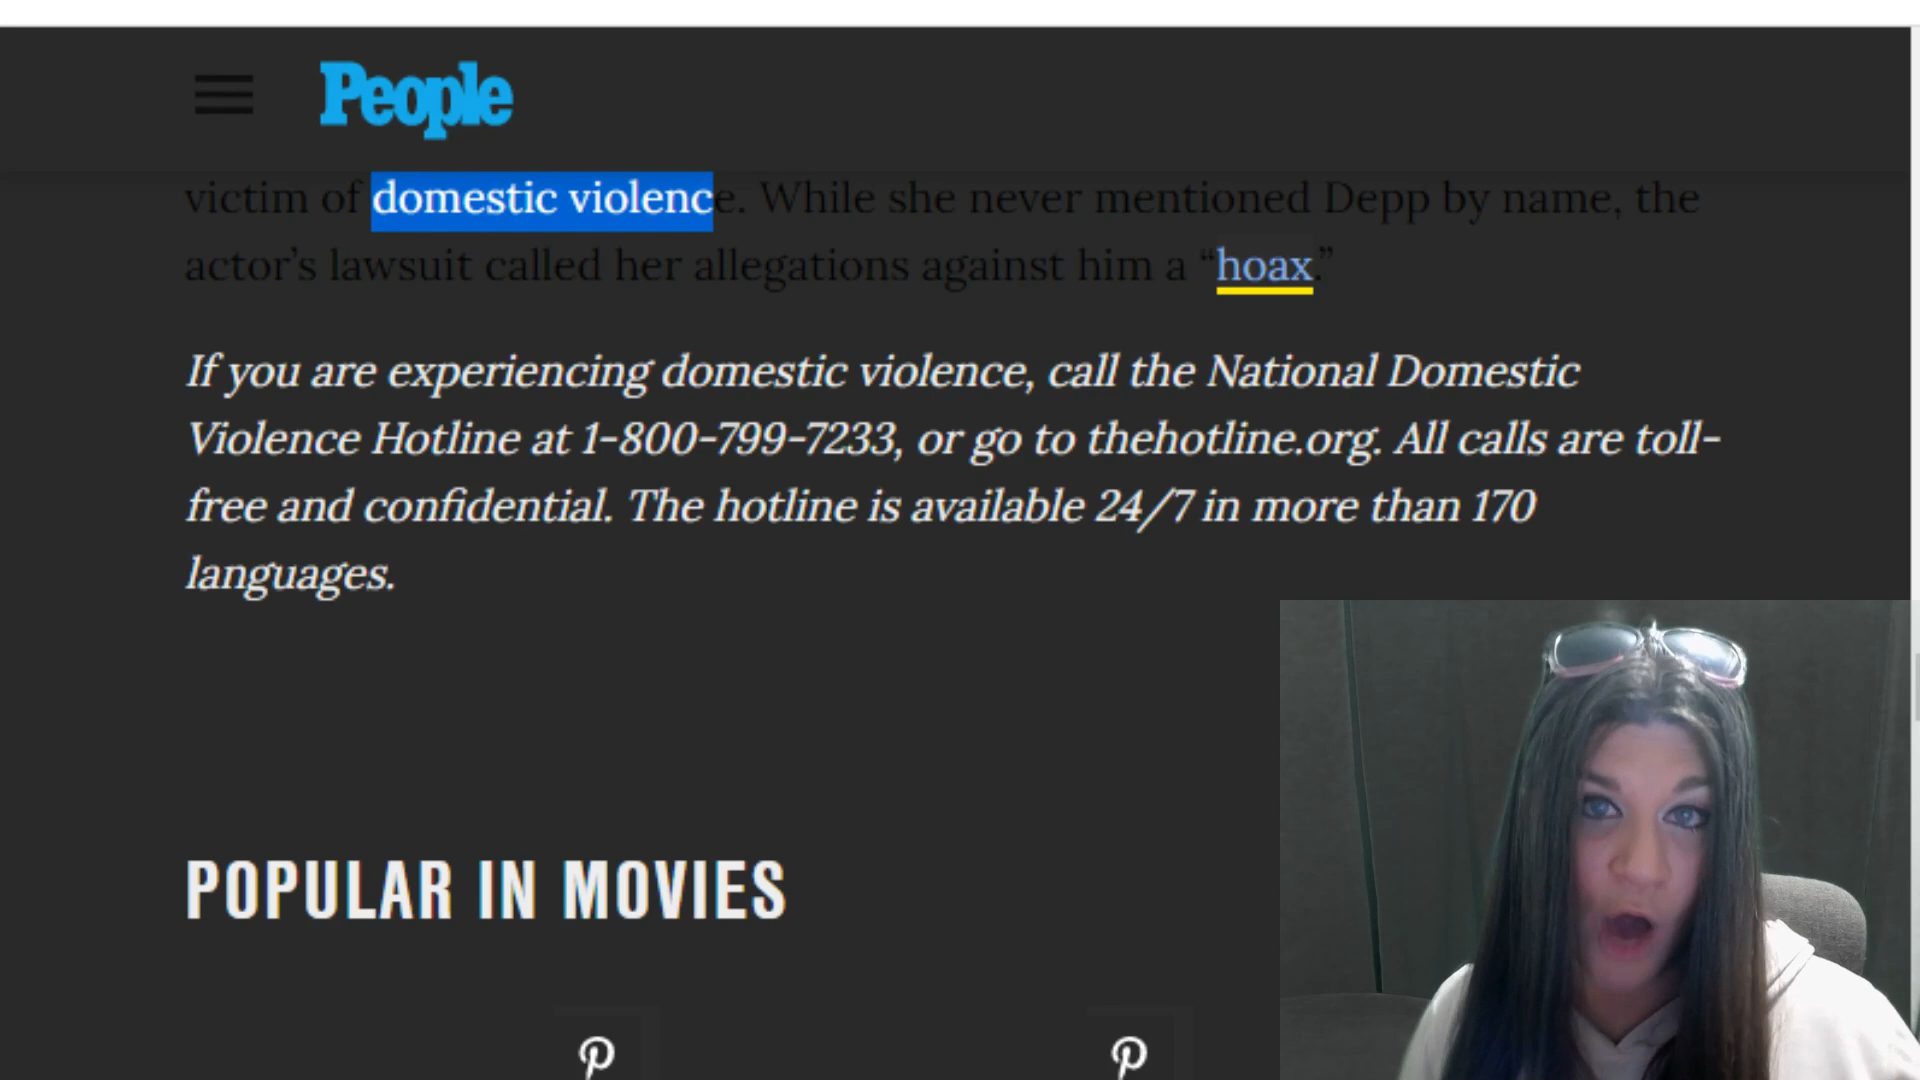 People
victim of domestic violence. While she never mentioned Depp by name, the
actor’s lawsuit called her allegations against him a “hoax.”
If you are experiencing domestic violence, call the National Domestic
Violence Hotline at 1-800-799-7233, or go to thehotline.org. All calls are toll-
free and confidential. The hotline is available 24/7 in more than 170
languages.
POPULAR IN MOVIES